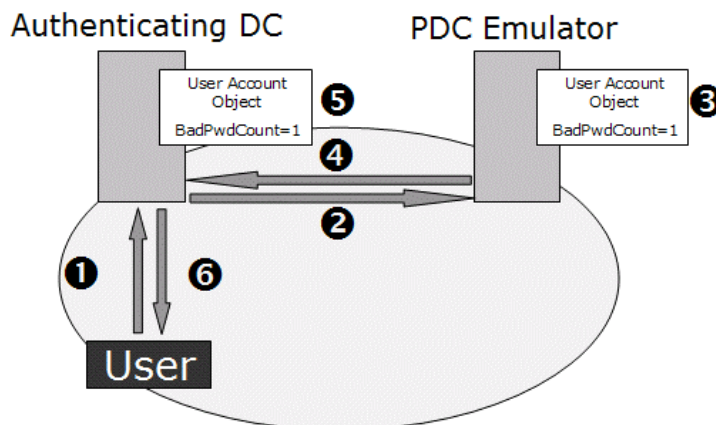 Authenticating DC
PDC Emulator
User Account
Object
BadPwdCount=1
5
User Account
Object
BadPwdCount=1
3
4
2
1
6
User